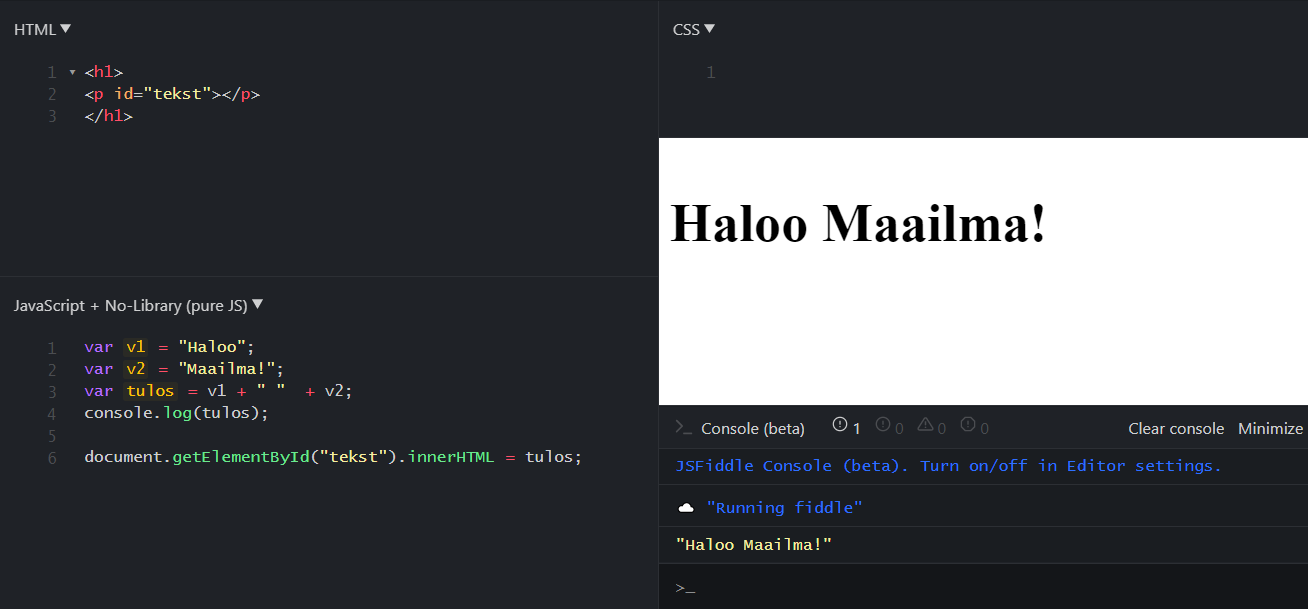 HTML
1 <h1>
2 <p id="tekst"></p>
3 </h1>
CSS
1
Haloo Maailma!
JavaScript + No-Library (pure JS)
1 var v1 = "Haloo";
2 var v2 = "Maailma!";
3 var tulos = v1 + " "  + v2;
4 console.log(tulos);
5
6 document.getElementById("tekst").innerHTML = tulos;
>_ Console (beta) 1 0 0 0 Clear console Minimize
JSFiddle Console (beta). Turn on/off in Editor settings.
"Running fiddle"
"Haloo Maailma!"
>_